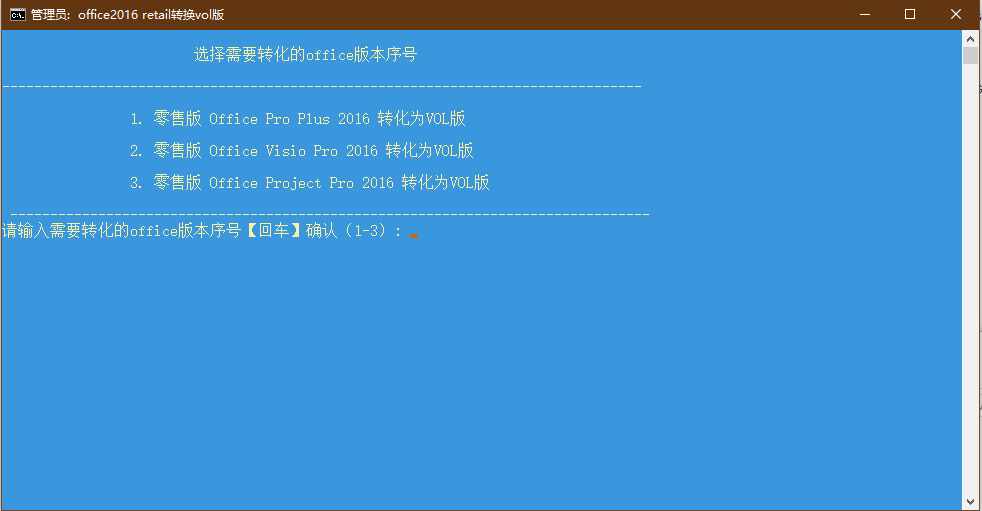 管理员: office2016 retail转换vol版
选择需要转化的office版本序号
--------------------------------------------------------------------------------
1. 零售版 Office Pro Plus 2016 转化为VOL版
2. 零售版 Office Visio Pro 2016 转化为VOL版
3. 零售版 Office Project Pro 2016 转化为VOL版
--------------------------------------------------------------------------------
请输入需要转化的office版本序号【回车】确认（1-3）: